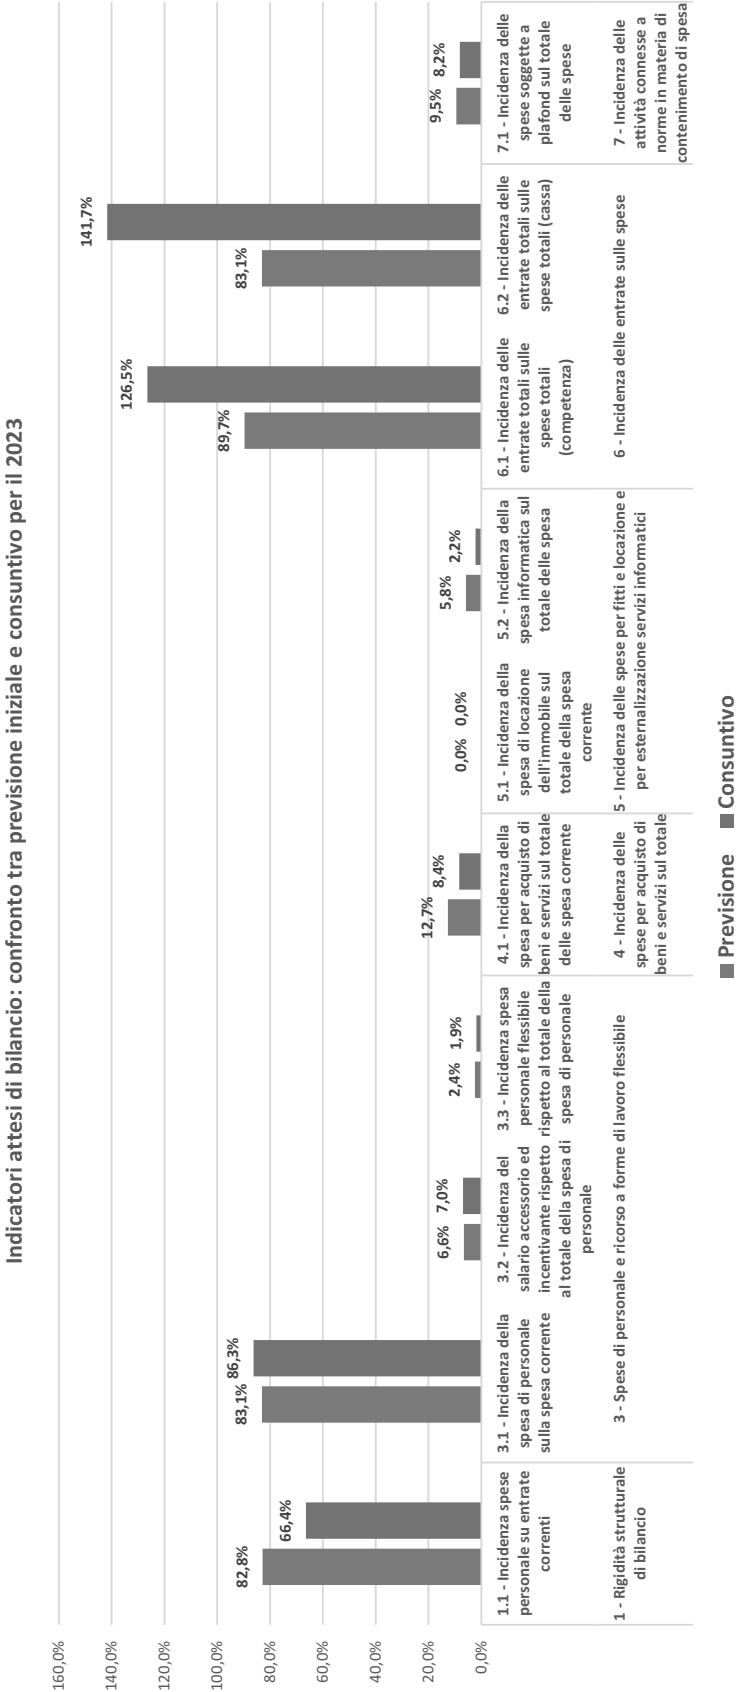 Indicatori attesi di bilancio: confronto tra previsione iniziale e consuntivo per il 2023
160,0%
140,0%
120,0%
100,0%
80,0%
60,0%
40,0%
20,0%
0,0%
82,8%
66,4%
83,1%
86,3%
6,6%
7,0%
2,4%
1,9%
12,7%
8,4%
0,0%
0,0%
5,8%
2,2%
89,7%
126,5%
83,1%
141,7%
9,5%
8,2%
1.1 - Incidenza spese
personale su entrate
correnti
3.1 - Incidenza della
spesa di personale
sulla spesa corrente
3.2 - Incidenza del
salario accessorio ed
incentivante rispetto
al totale della spesa di
personale
3.3 - Incidenza spesa
personale flessibile
rispetto al totale della
spesa di personale
4.1 - Incidenza della
spesa per acquisto di
beni e servizi sul totale
delle spesa corrente
5.1 - Incidenza della
spesa di locazione
dell'immobile sul
totale della spesa
corrente
5.2 - Incidenza della
spesa informatica sul
totale delle spesa
6.1 - Incidenza delle
entrate totali sulle
spese totali
(competenza)
6.2 - Incidenza delle
entrate totali sulle
spese totali (cassa)
7.1 - Incidenza delle
spese soggette a
plafond sul totale
delle spese
1 - Rigidità strutturale
di bilancio
3 - Spese di personale e ricorso a forme di lavoro flessibile
4 - Incidenza delle
spese per acquisto di
beni e servizi sul totale
5 - Incidenza delle spese per fitti e locazione e
per esternalizzazione servizi informatici
6 - Incidenza delle entrate sulle spese
7 - Incidenza delle
attività connesse a
norme in materia di
contenimento di spesa
Previsione
Consuntivo